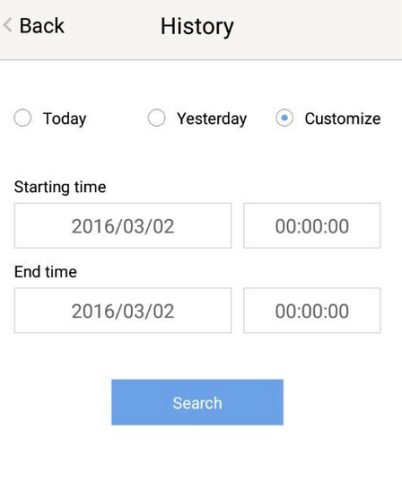 Back History
Today Yesterday Customize
Starting time
2016/03/02 00:00:00
End time
2016/03/02 00:00:00
Search